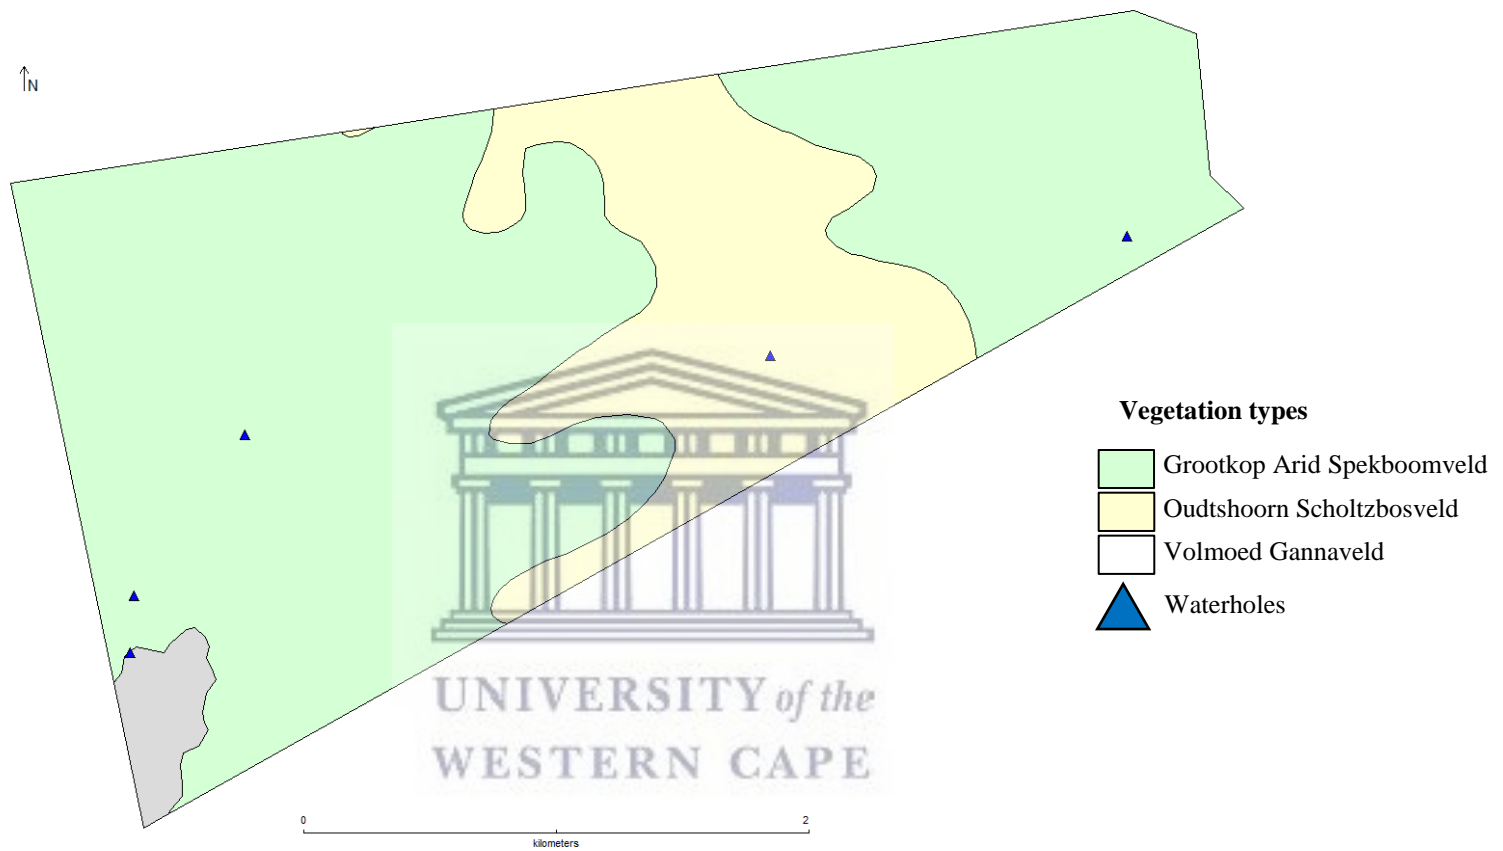 N
Vegetation types
Grootkop Arid Spekboomveld
Oudtshoorn Scholtzbosveld
Volmoed Gannaveld
Waterholes
UNIVERSITY of the
WESTERN CAPE
0 2
kilometers